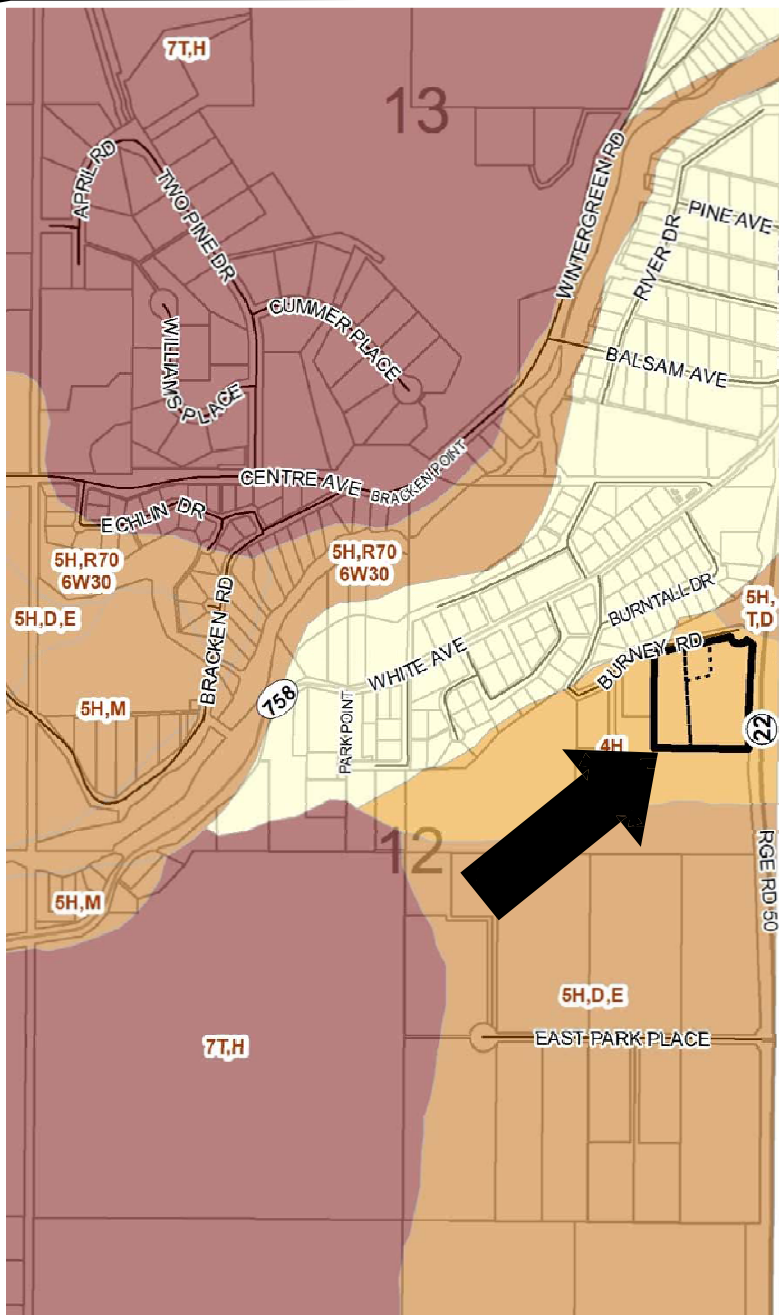 7T,H
13
APRIL RD
TWO PINE DR
WINTERGREEN RD
PINE AVE
RIVER DR
CUMMER PLACE
WILLIAMS PLACE
BALSAM AVE
CENTRE AVE
BRACKEN POINT
ECHLIN DR
5H,R70
6W30
5H,R70
6W30
5H,D,E
BRACKEN RD
BURNTALL DR
5H,
T,D
WHITE AVE
BURNEY RD
758
5H,M
PARK POINT
22
4H
12
RGE RD 50
5H,M
5H,D,E
7T,H
EAST PARK PLACE